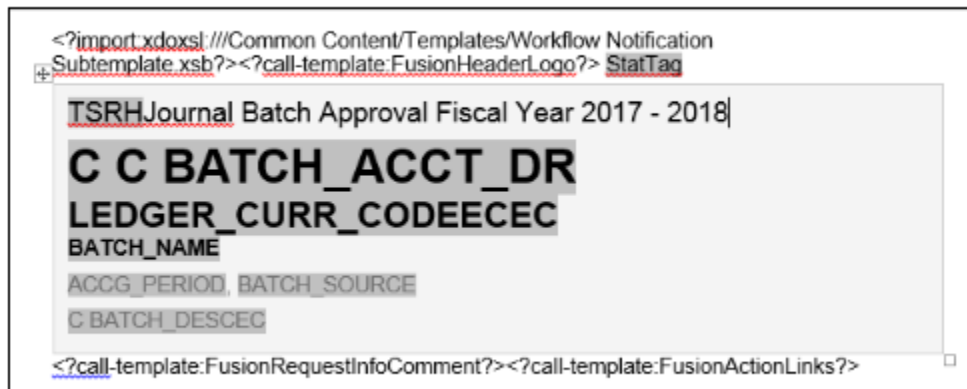 <?import:xdoxsl:///Common Content/Templates/Workflow Notification
Subtemplate.xsb?><?call-template:FusionHeaderLogo?> StatTag
TSRHJournal Batch Approval Fiscal Year 2017 - 2018
C C BATCH_ACCT_DR
LEDGER_CURR_CODEECEC
BATCH_NAME
ACCG_PERIOD, BATCH_SOURCE
C BATCH_DESCEC
<?call-template:FusionRequestInfoComment?><?call-template:FusionActionLinks?>